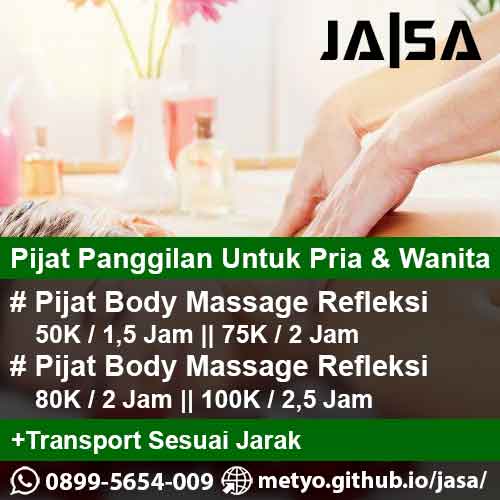 JA|SA
Pijat Panggilan Untuk Pria & Wanita
# Pijat Body Massage Refleksi
50K / 1,5 Jam || 75K / 2 Jam
# Pijat Body Massage Refleksi
80K / 2 Jam || 100K / 2,5 Jam
+Transport Sesuai Jarak
0899-5654-009 metyo.github.io/jasa/